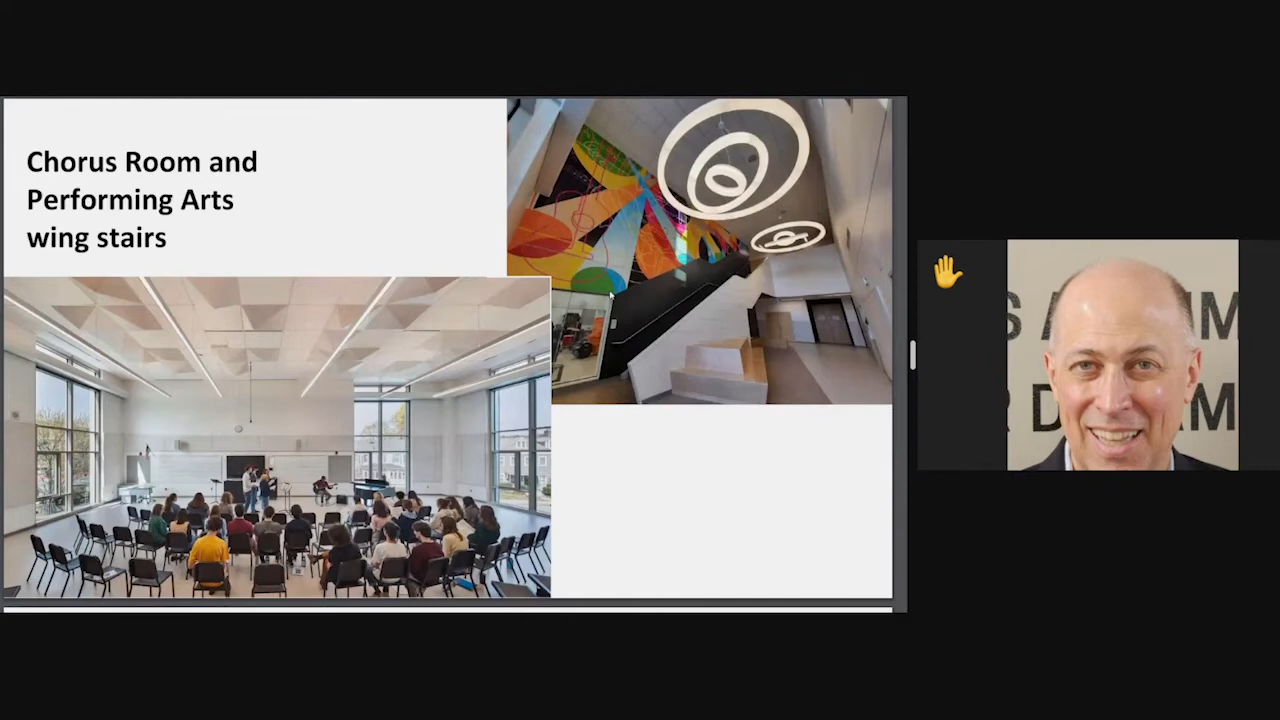 Chorus Room and
Performing Arts
wing stairs
S A
M
D
M